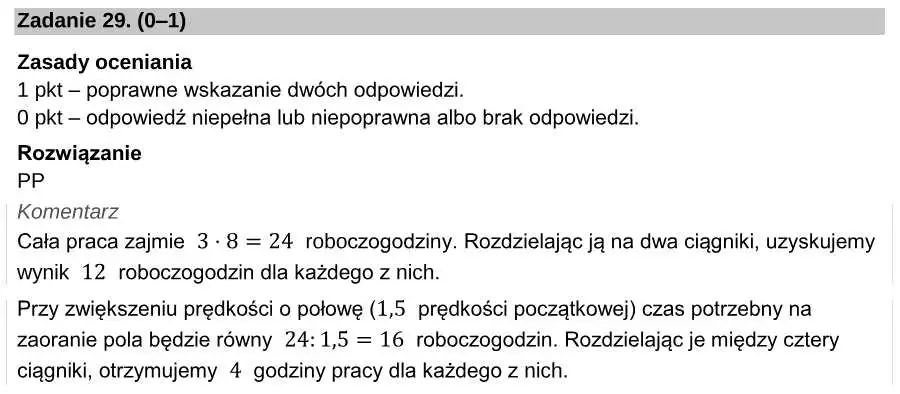 Zadanie 29. (0–1)
Zasady oceniania
1 pkt – poprawne wskazanie dwóch odpowiedzi.
0 pkt – odpowiedź niepełna lub niepoprawna albo brak odpowiedzi.
Rozwiązanie
PP
Komentarz
Cała praca zajmie 3 · 8 = 24 roboczogodziny. Rozdzielając ją na dwa ciągniki, uzyskujemy
wynik 12 roboczogodzin dla każdego z nich.
Przy zwiększeniu prędkości o połowę (1,5 prędkości początkowej) czas potrzebny na
zaoranie pola będzie równy 24: 1,5 = 16 roboczogodzin. Rozdzielając je między cztery
ciągniki, otrzymujemy 4 godziny pracy dla każdego z nich.